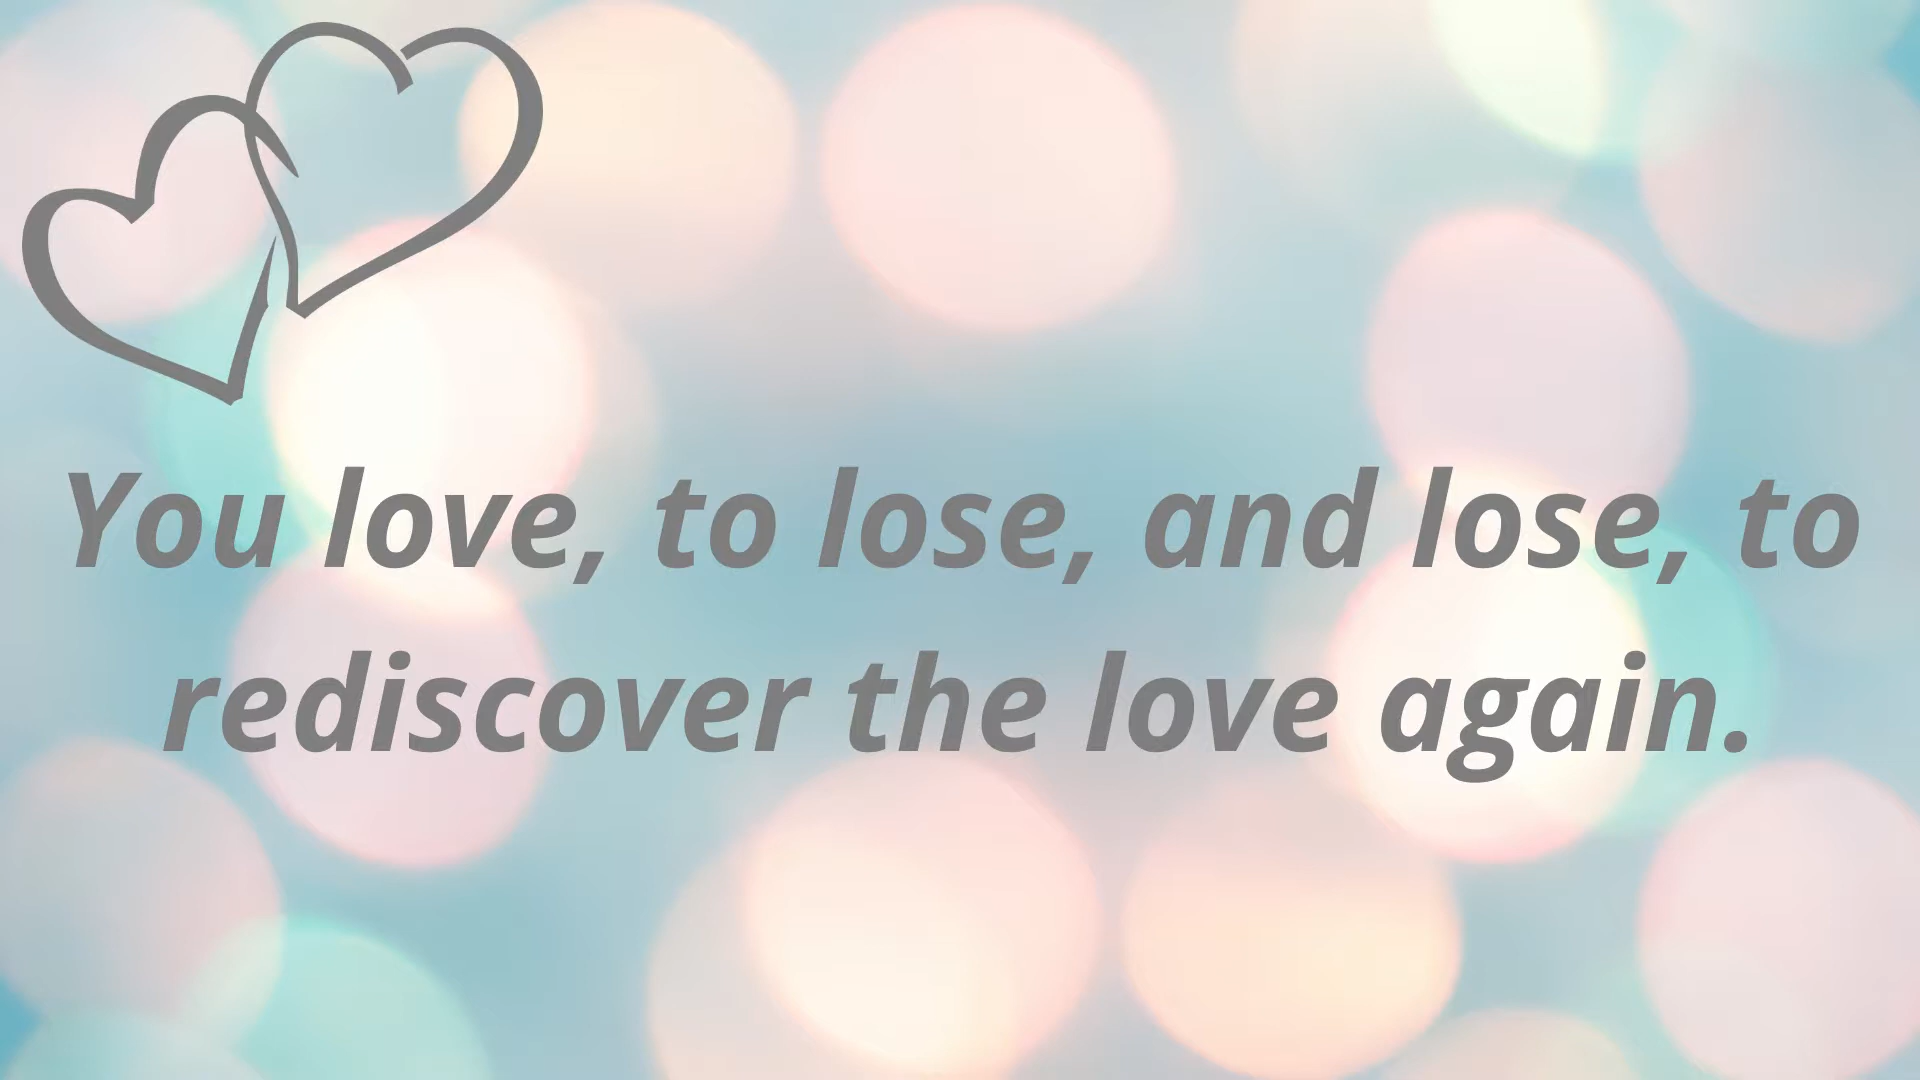 You love, to lose, and lose, to
rediscover the love again.